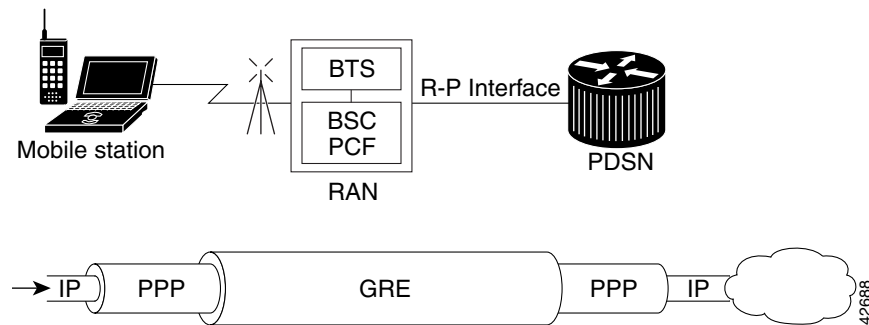 BTS
R-P Interface
BSC
PCF
Mobile station
PDSN
RAN
IP
PPP
GRE
PPP
IP
42688